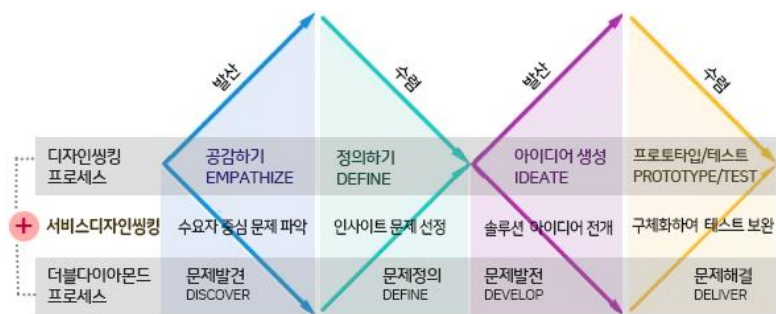 발산
수렴
발산
수렴
디자인씽킹
프로세스
공감하기
EMPATHIZE
정의하기
DEFINE
아이디어 생성
IDEATE
프로토타입/테스트
PROTOTYPE/TEST
+
서비스디자인씽킹
수요자 중심 문제 파악
인사이트 문제 선정
솔루션 아이디어 전개
구체화하여 테스트 보완
더블다이아몬드
프로세스
문제발견
DISCOVER
문제정의
DEFINE
문제발전
DEVELOP
문제해결
DELIVER